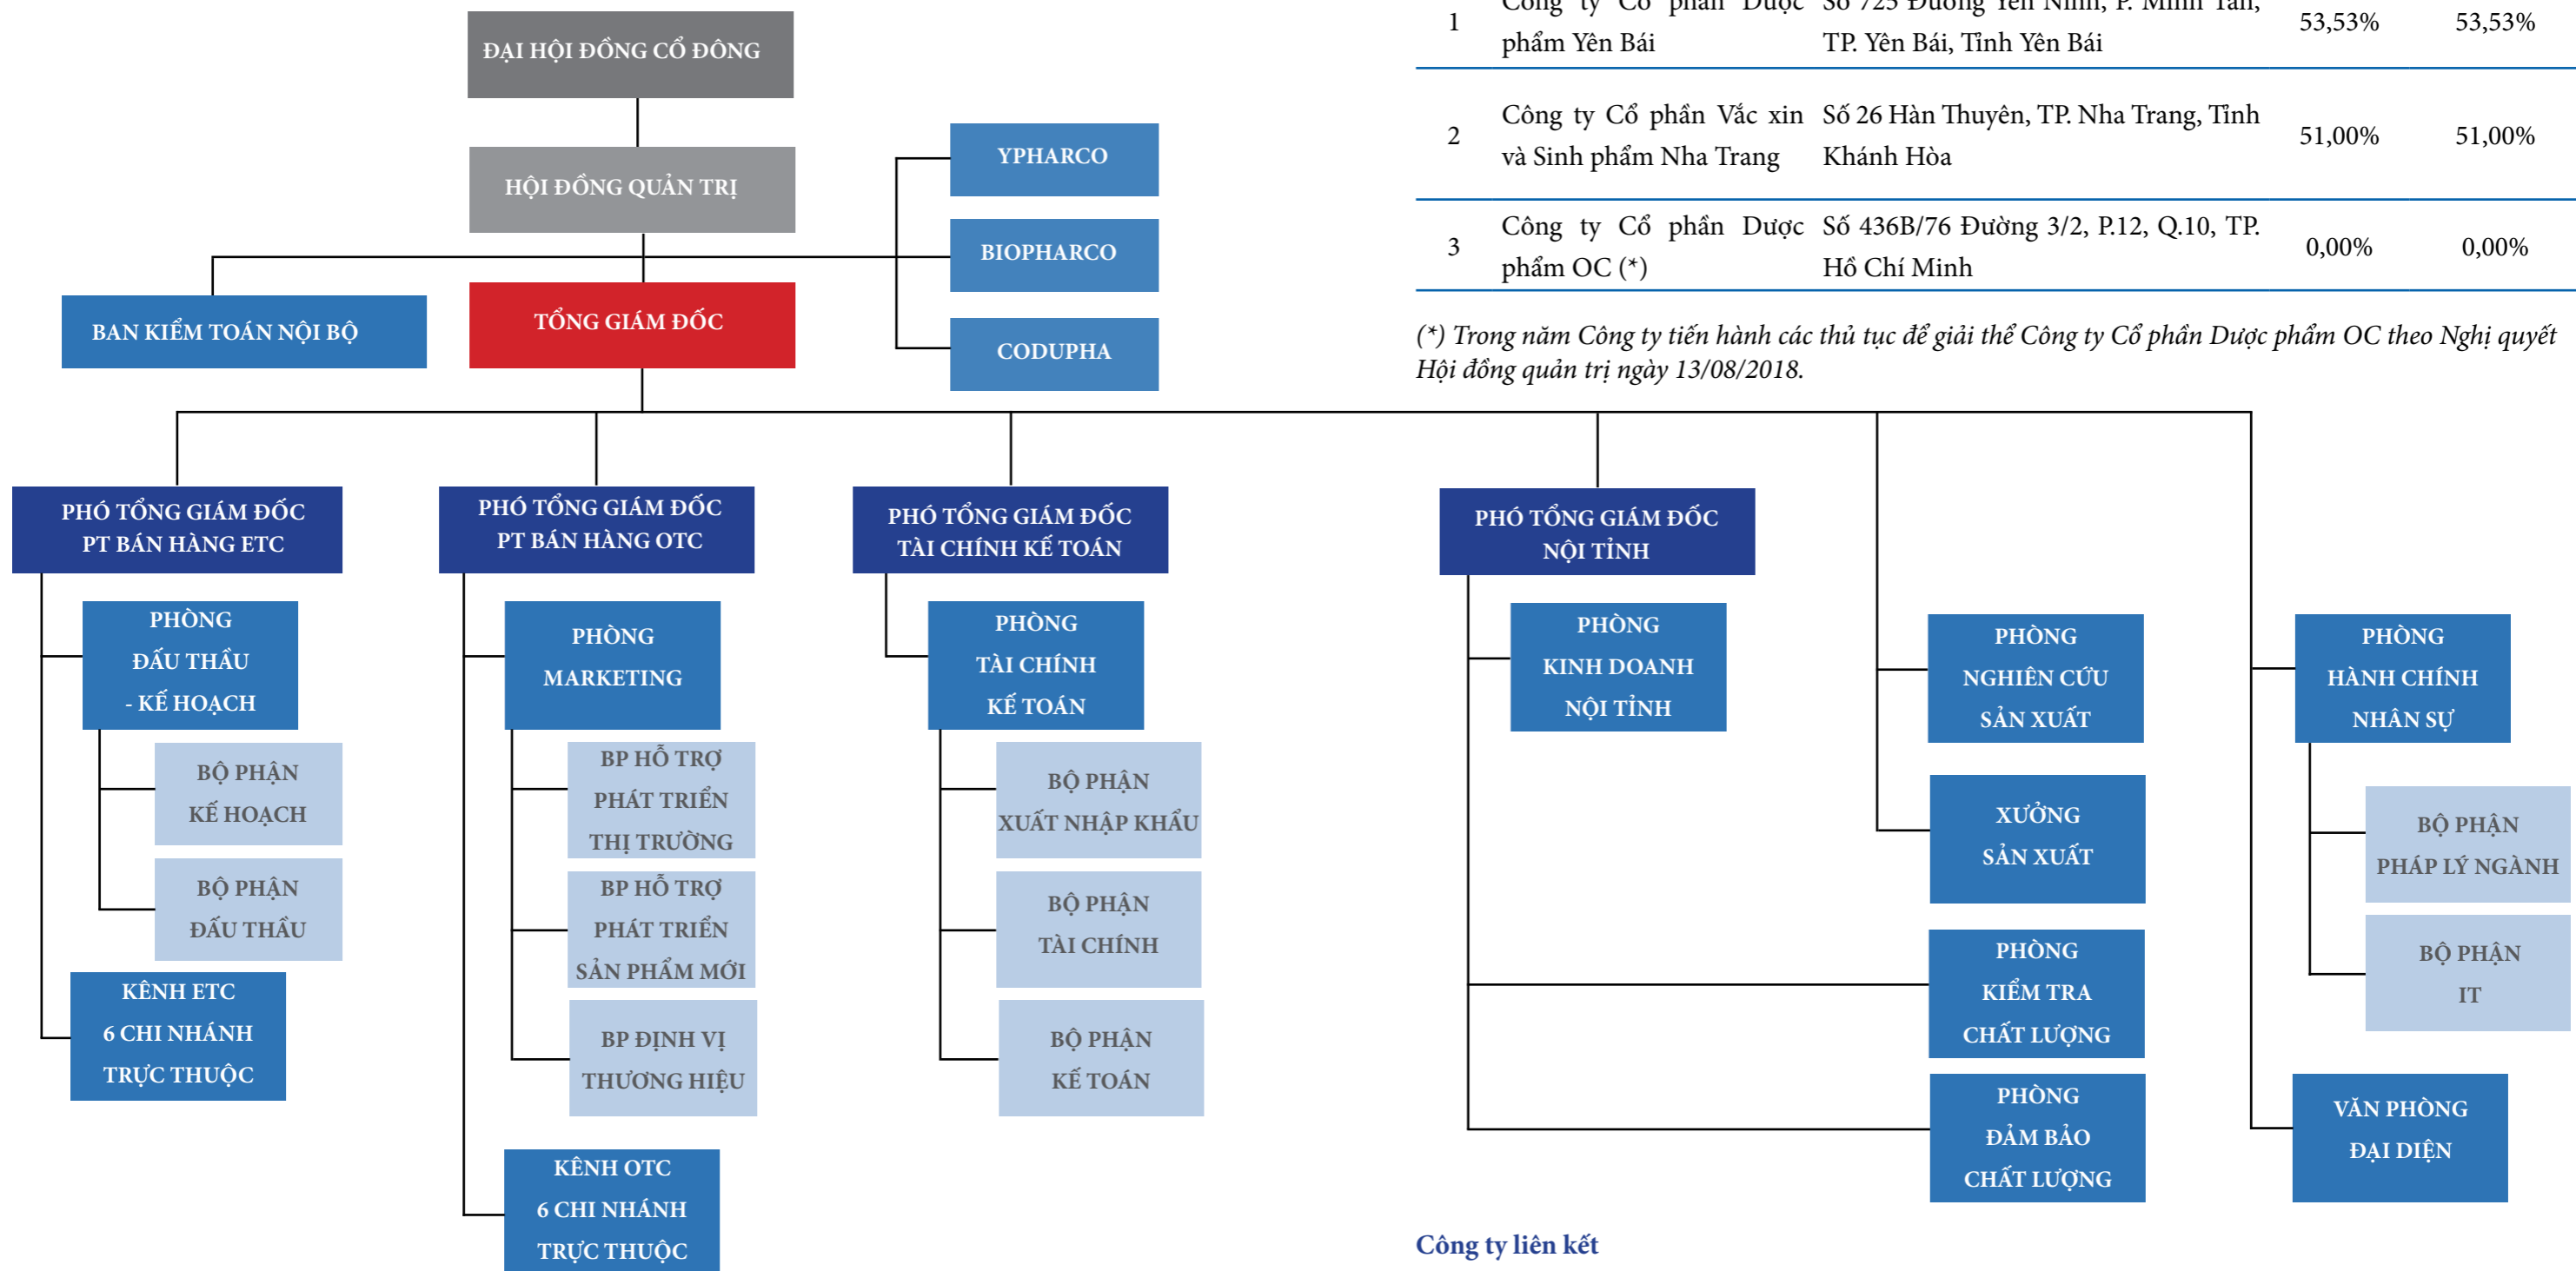 ĐẠI HỘI ĐỒNG CỔ ĐÔNG
HỘI ĐỒNG QUẢN TRỊ
YPHARCO
BIOPHARCO
CODUPHA
BAN KIỂM TOÁN NỘI BỘ
TỔNG GIÁM ĐỐC
1 Công ty Cổ phần Dược Số 725 Đường Yên Ninh, P. Minh Tân, 53,53% 53,53%
phẩm Yên Bái TP. Yên Bái, Tỉnh Yên Bái
2 Công ty Cổ phần Vắc xin Số 26 Hàn Thuyên, TP. Nha Trang, Tỉnh 51,00% 51,00%
và Sinh phẩm Nha Trang Khánh Hòa
3 Công ty Cổ phần Dược Số 436B/76 Đường 3/2, P.12, Q.10, TP. 0,00% 0,00%
phẩm OC (*) Hồ Chí Minh
(*) Trong năm Công ty tiến hành các thủ tục để giải thể Công ty Cổ phần Dược phẩm OC theo Nghị quyết
Hội đồng quản trị ngày 13/08/2018.
PHÓ TỔNG GIÁM ĐỐC
PT BÁN HÀNG ETC
PHÒNG
ĐẤU THẦU
- KẾ HOẠCH
BỘ PHẬN
KẾ HOẠCH
BỘ PHẬN
ĐẤU THẦU
KÊNH ETC
6 CHI NHÁNH
TRỰC THUỘC
PHÓ TỔNG GIÁM ĐỐC
PT BÁN HÀNG OTC
PHÒNG
MARKETING
BP HỖ TRỢ
PHÁT TRIỂN
THỊ TRƯỜNG
BP HỖ TRỢ
PHÁT TRIỂN
SẢN PHẨM MỚI
BP ĐỊNH VỊ
THƯƠNG HIỆU
KÊNH OTC
6 CHI NHÁNH
TRỰC THUỘC
PHÓ TỔNG GIÁM ĐỐC
TÀI CHÍNH KẾ TOÁN
PHÒNG
TÀI CHÍNH
KẾ TOÁN
BỘ PHẬN
XUẤT NHẬP KHẨU
BỘ PHẬN
TÀI CHÍNH
BỘ PHẬN
KẾ TOÁN
PHÓ TỔNG GIÁM ĐỐC
NỘI TỈNH
PHÒNG
KINH DOANH
NỘI TỈNH
PHÒNG
NGHIÊN CỨU
SẢN XUẤT
XƯỞNG
SẢN XUẤT
PHÒNG
KIỂM TRA
CHẤT LƯỢNG
PHÒNG
ĐẢM BẢO
CHẤT LƯỢNG
PHÒNG
HÀNH CHÍNH
NHÂN SỰ
BỘ PHẬN
PHÁP LÝ NGÀNH
BỘ PHẬN
IT
VĂN PHÒNG
ĐẠI DIỆN
Công ty liên kết